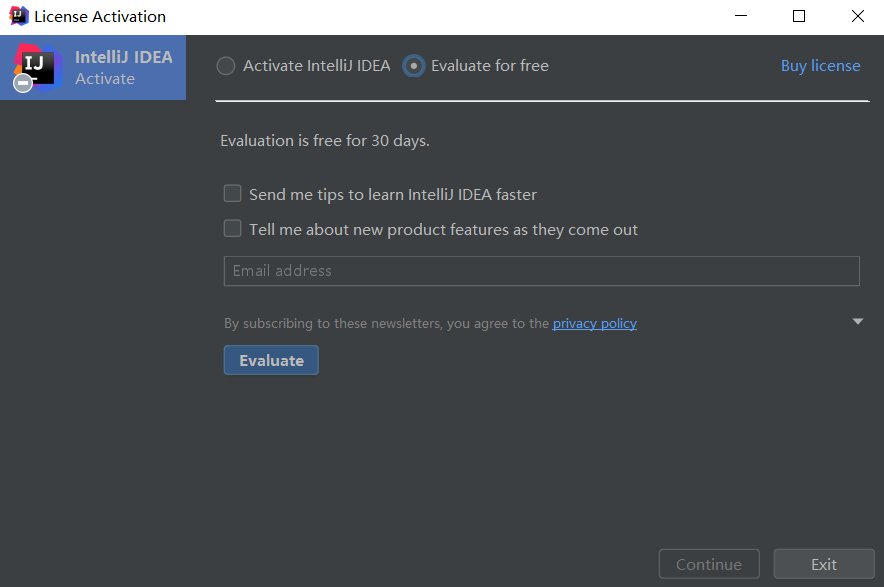 License Activation
IJ
IntelliJ IDEA
Activate
Activate IntelliJ IDEA
Evaluate for free
Buy license
Evaluation is free for 30 days.
Send me tips to learn IntelliJ IDEA faster
Tell me about new product features as they come out
Email address
By subscribing to these newsletters, you agree to the privacy policy
Evaluate
Continue
Exit